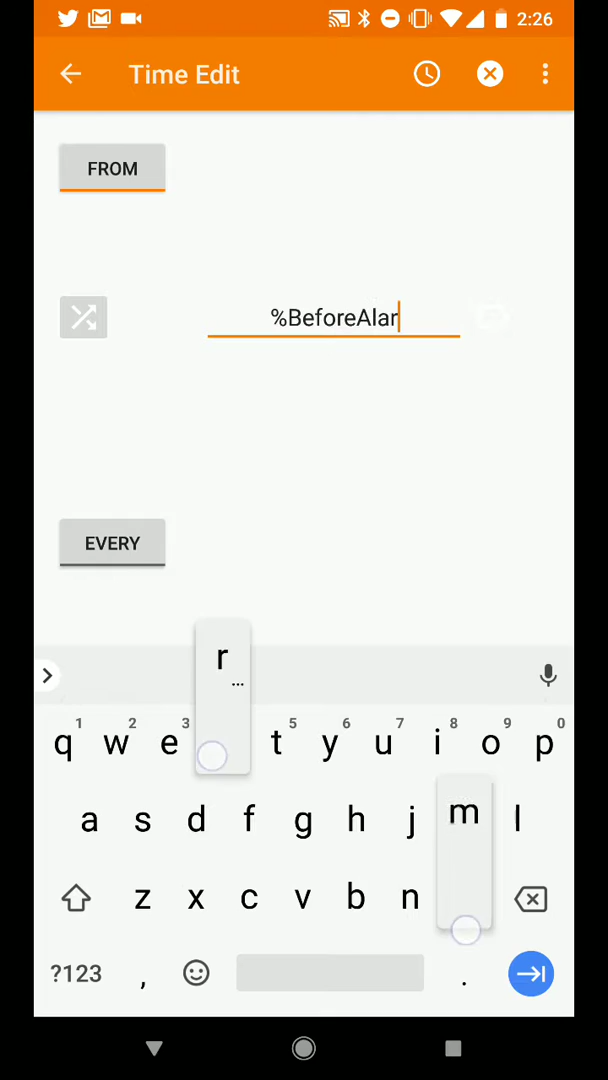 2:26
Time Edit
FROM
%BeforeAlar
EVERY
r
...
1 2 3 5 6 7 8 9 0
q w e t y u i o p
a s d f g h j m l
z x c v b n
?123 , .